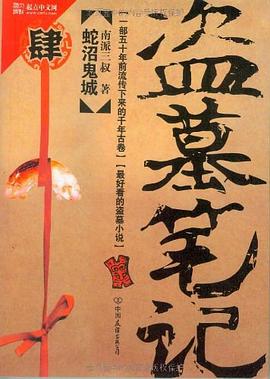 盗墓笔记
【一部五十年前流传下来的千年古卷】【最好看的盗墓小说】
南派三叔 著
蛇沼鬼城
肆
起点中文网
中国友谊出版公司